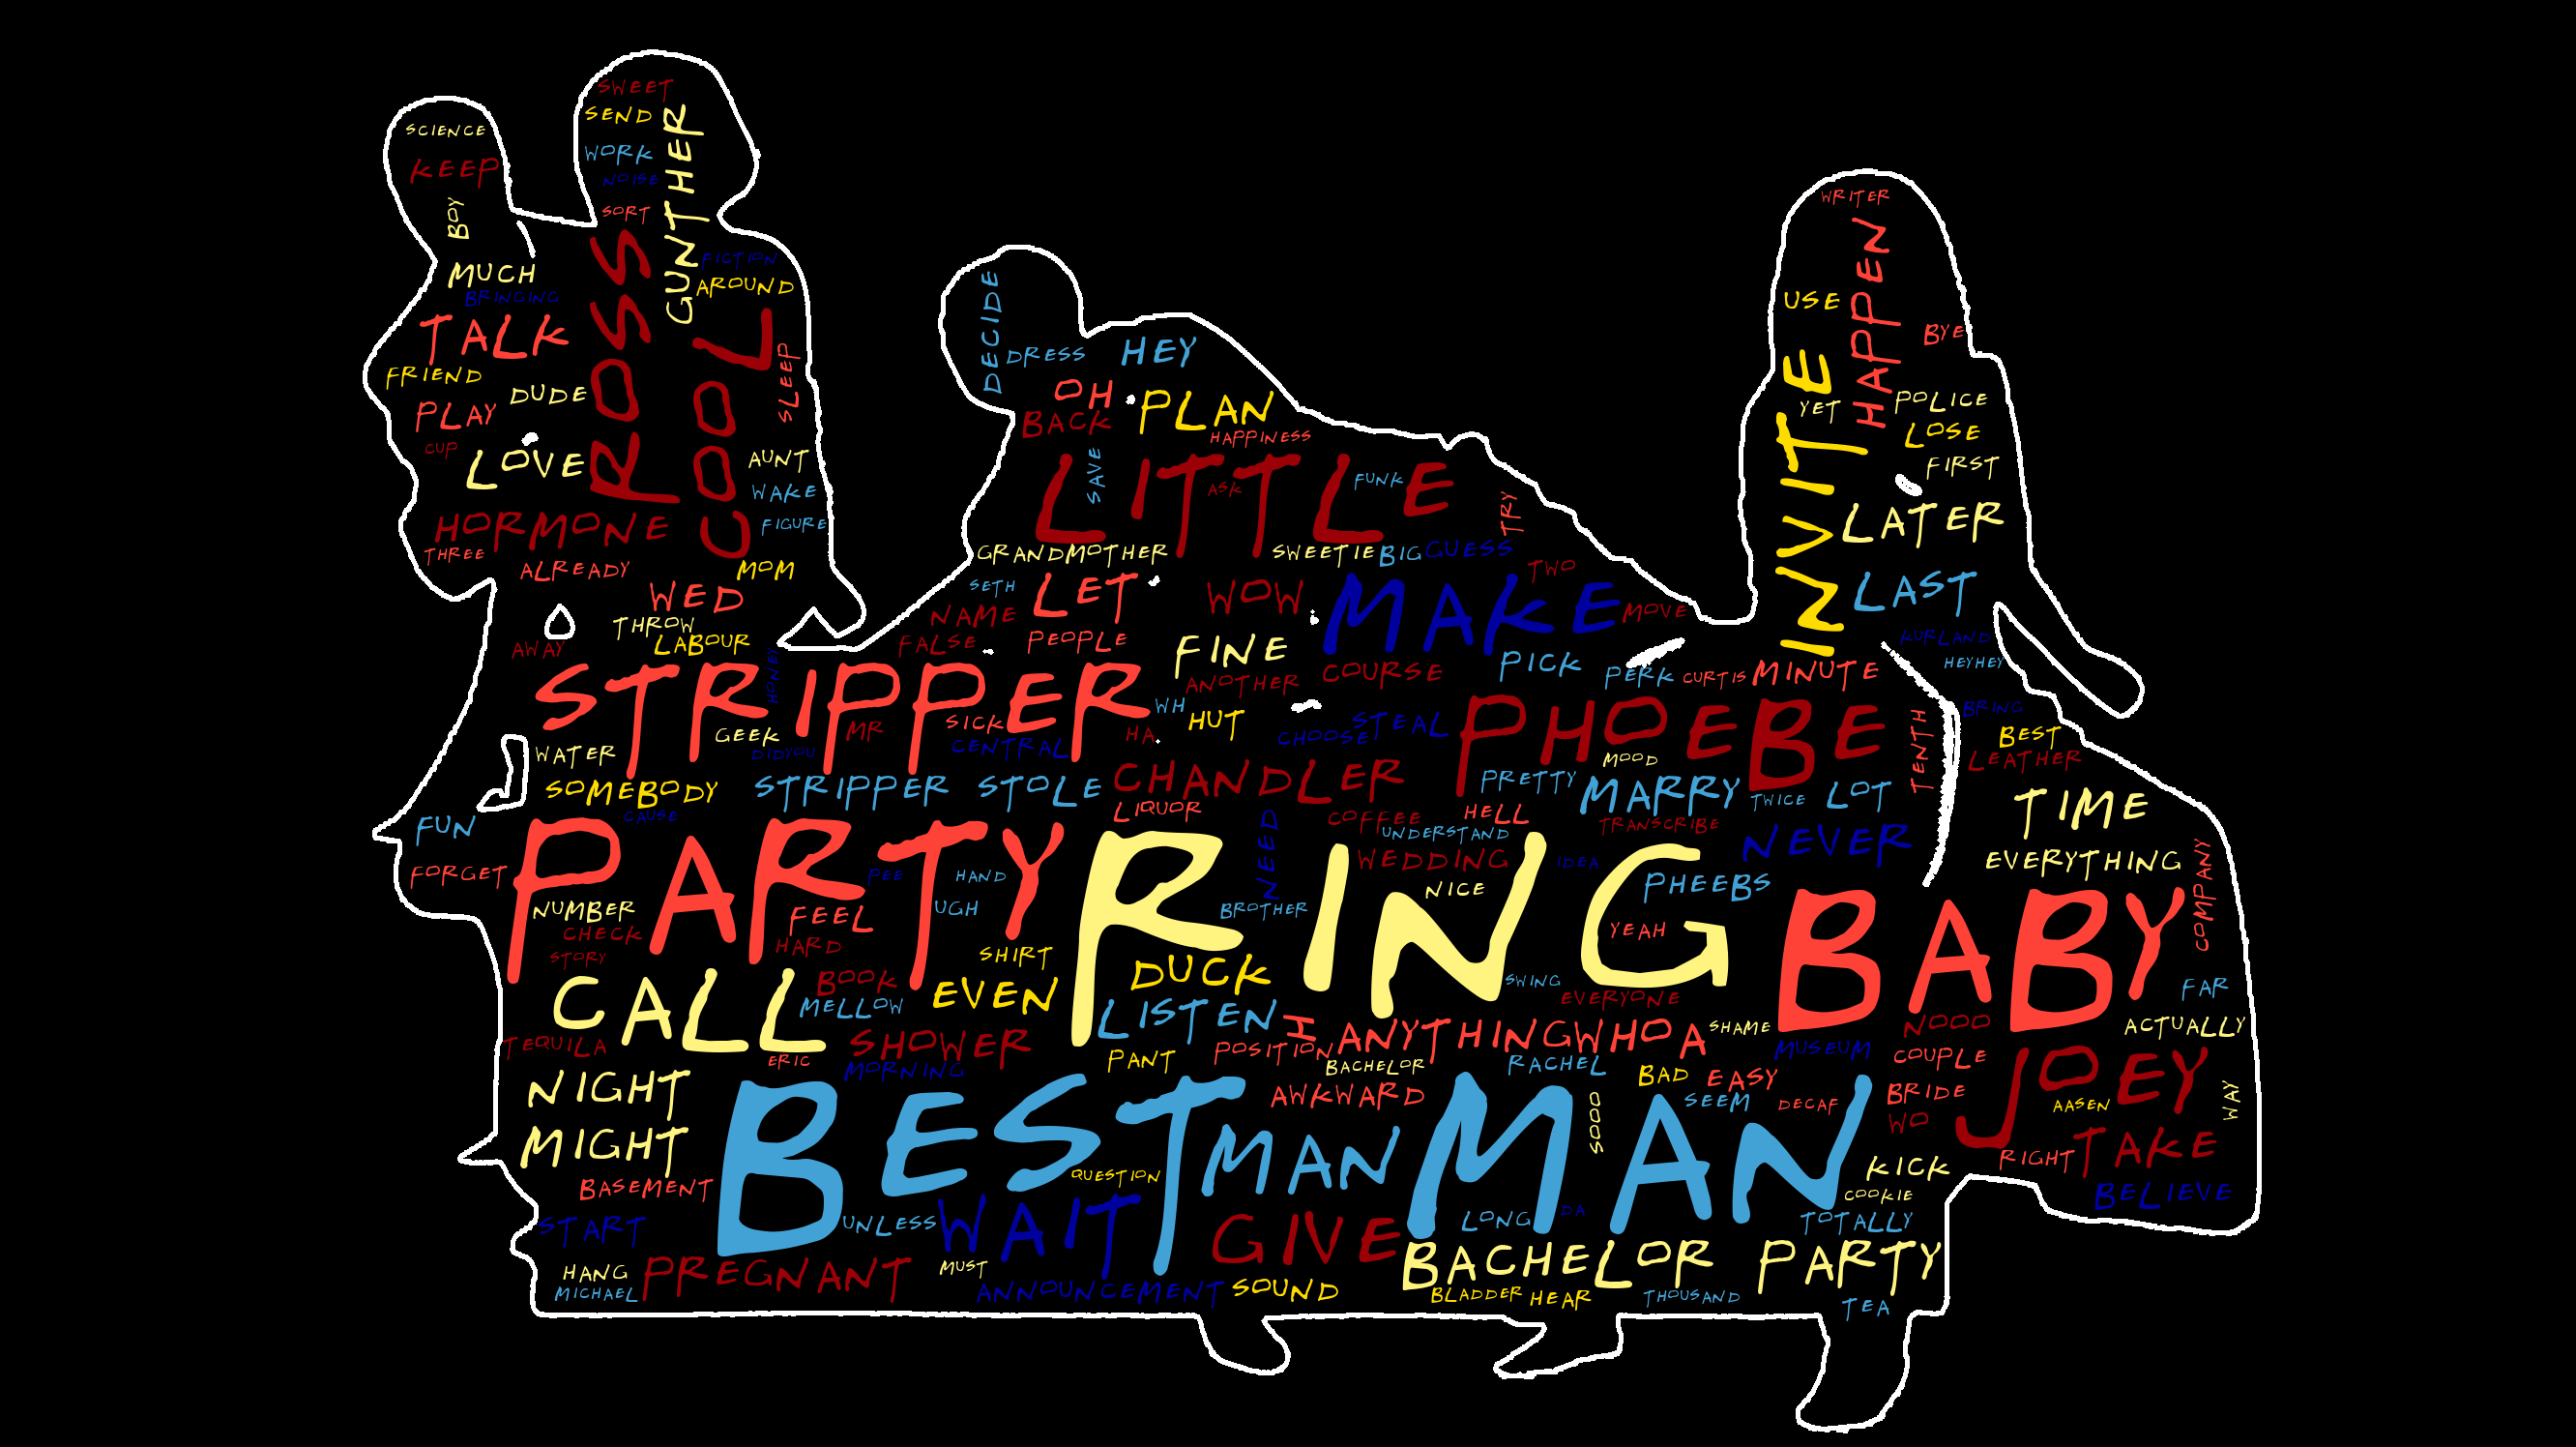 SWEET
SEND
WORK
NOISE
SORT
GUNTHER
SCIENCE
KEEP
BOY
MUCH
BRINGING
TALK
FRIEND
DUDE
PLAY
CUP
LOVE
ROSS
COOL
FICTION
AROUND
SLEEP
AUNT
WAKE
FIGURE
HORMONE
THREE
ALREADY
MOM
WED
THROW
LABOUR
AWAY
HONEY
DECIDE
DRESS
HEY
OH
PLAN
BACK
HAPPINESS
LITTLE
SAVE
ASK
FUNK
TRY
GRANDMOTHER
SWEETIE
BIG
GUESS
SETH
LET
WOW
MAKE
TWO
MOVE
NAME
FALSE
PEOPLE
FINE
COURSE
PICK
ANOTHER
PERK
CURTIS
MINUTE
WRITER
HAPPEN
USE
BYE
INVITE
YET
POLICE
LOSE
FIRST
LATER
LAST
KURLAND
HEYHEY
BRING
BEST
LEATHER
TENTH
STRIPPER
MR
SICK
GEEK
DIDYOU
CENTRAL
HA
WH
HUT
CHOOSE
STEAL
PHOEBE
MOOD
WATER
SOMEBODY
STRIPPER STOLE
CHANDLER
PRETTY
MARRY
TWICE
LOT
TIME
FUN
CAUSE
LIQUOR
NEED
COFFEE
HELL
UNDERSTAND
TRANSCRIBE
NEVER
EVERYTHING
COMPANY
FORGET
PARTY
PEE
HAND
UGH
RING
WEDDING
IDEA
NICE
BROTHER
PHEEBS
YEAH
BABY
NUMBER
CHECK
STORY
FEEL
HARD
SHIRT
DUCK
SWING
EVERYONE
FAR
CALL
BOOK
MELLOW
EVEN
LISTEN
I
ANYTHING
WHOA
SHAME
NOOO
ACTUALLY
TEQUILA
ERIC
SHOWER
MORNING
PANT
POSITION
BACHELOR
RACHEL
MUSEUM
COUPLE
JOEY
AASEN
WAY
NIGHT
AWKWARD
BAD
EASY
SEEM
DECAF
BRIDE
WO
MIGHT
BEST MAN
MAN
SOOO
QUESTION
RIGHT
TAKE
BASEMENT
KICK
COOKIE
BELIEVE
START
UNLESS
WAIT
GIVE
LONG
DA
TOTALLY
HANG
MICHAEL
PREGNANT
MUST
ANNOUNCEMENT
SOUND
BACHELOR PARTY
BLADDER
HEAR
THOUSAND
TEA